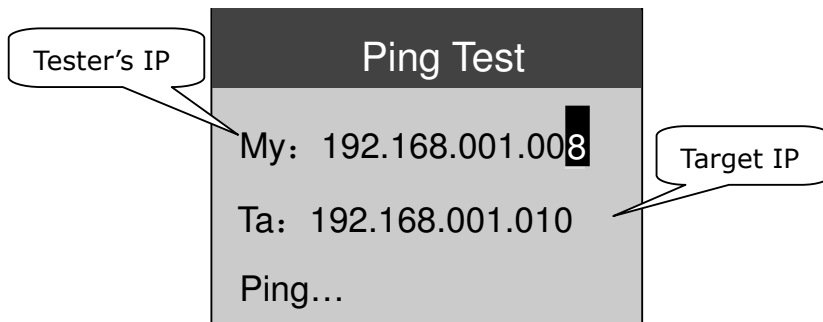 Ping Test
Tester's IP
My：192.168.001.008
Target IP
Ta：192.168.001.010
Ping…